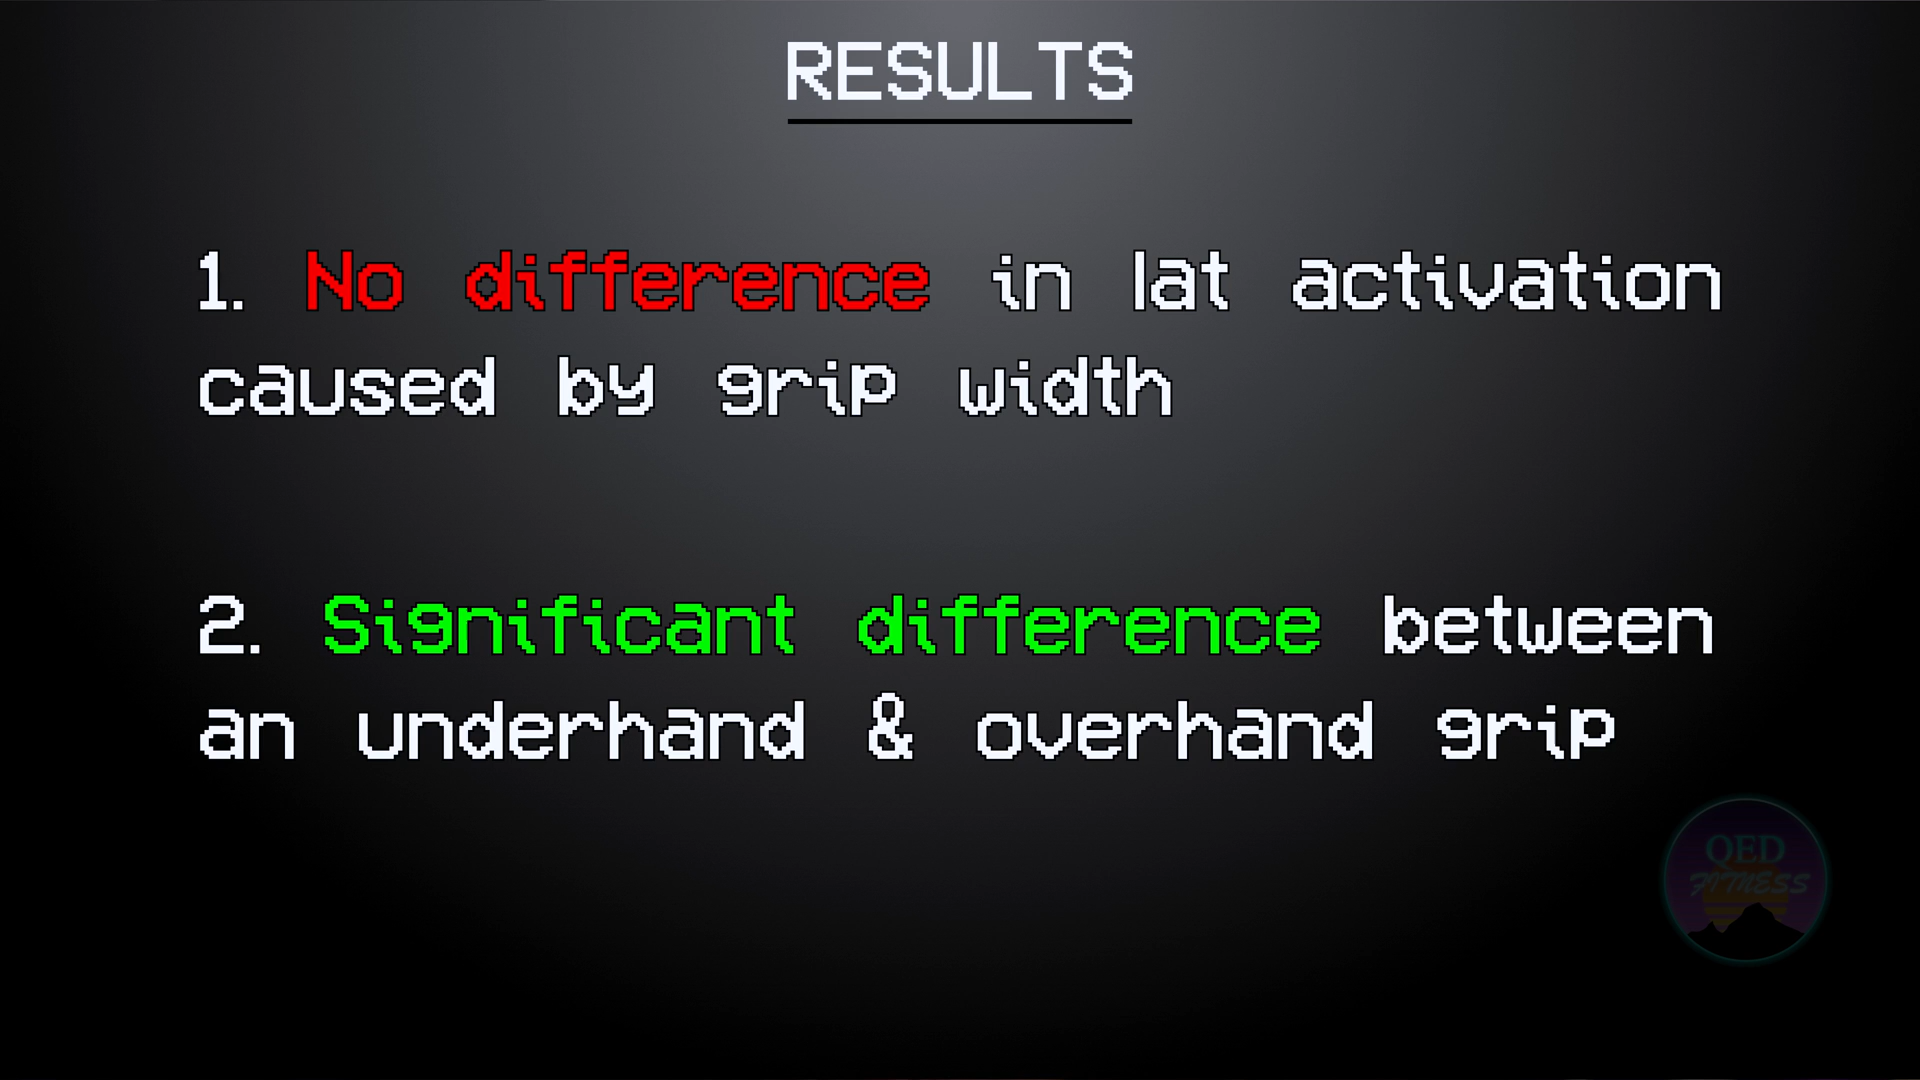 RESULTS
1. No difference in lat activation
caused by grip width
2. Significant difference between
an underhand & overhand grip
QED
FITNESS